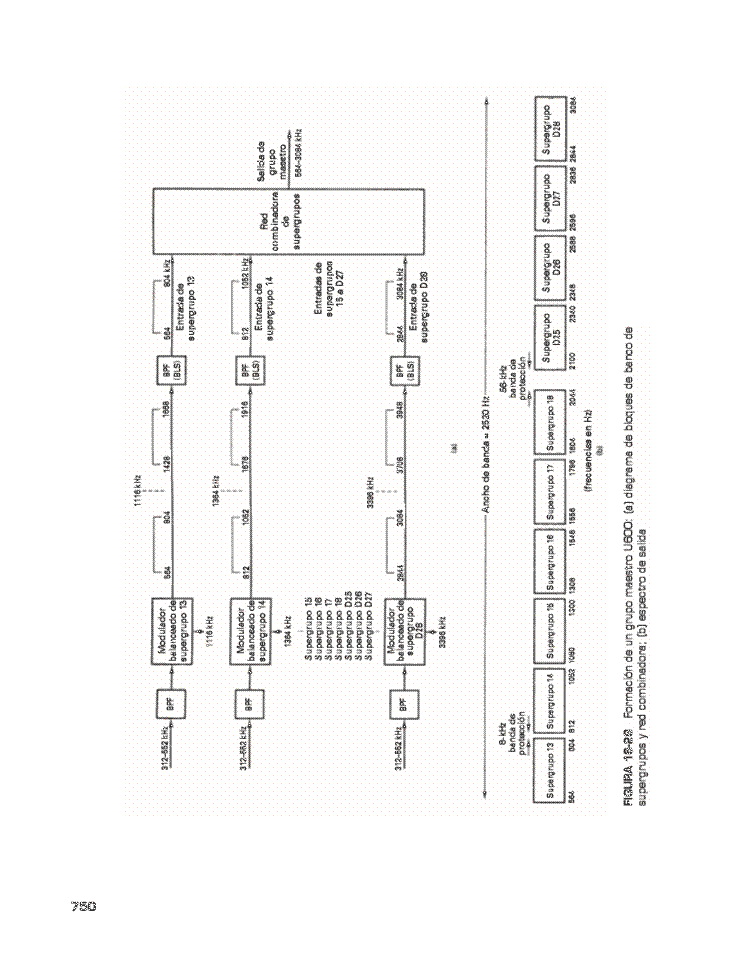 312–552 kHz
BPF
Modulador
balanceado de
supergrupo 13
1116 kHz
564
804
1116 kHz
1428
1668
BPF
(BLS)
564
804 kHz
Entrada de
supergrupo 13
312–552 kHz
BPF
Modulador
balanceado de
supergrupo 14
1364 kHz
812
1052
1364 kHz
1676
1916
BPF
(BLS)
812
1052 kHz
Entrada de
supergrupo 14
Supergrupo 15
Supergrupo 16
Supergrupo 17
Supergrupo 18
Supergrupo D25
Supergrupo D26
Supergrupo D27
Entradas de
supergrupos
15 a D27
312–552 kHz
BPF
Modulador
balanceado de
supergrupo
D28
3396 kHz
2844
3084
3396 kHz
3708
3948
BPF
(BLS)
2844
3084 kHz
Entrada de
supergrupo D28
Red
combinadora
de
supergrupos
Salida de
grupo
maestro
564–3084 kHz
(a)
Ancho de banda = 2520 Hz
8-kHz
banda de
protección
56-kHz
banda de
protección
Supergrupo 13
Supergrupo 14
Supergrupo 15
Supergrupo 16
Supergrupo 17
Supergrupo 18
Supergrupo
D25
Supergrupo
D26
Supergrupo
D27
Supergrupo
D28
564 804 812 1052 1060 1300 1308 1548 1556 1796 1804 2044 2100 2340 2348 2588 2596 2836 2844 3084
(frecuencias en Hz)
(b)
FIGURA 16-22 Formación de un grupo maestro U600: (a) diagrama de bloques de banco de
supergrupos y red combinadora; (b) espectro de salida
750